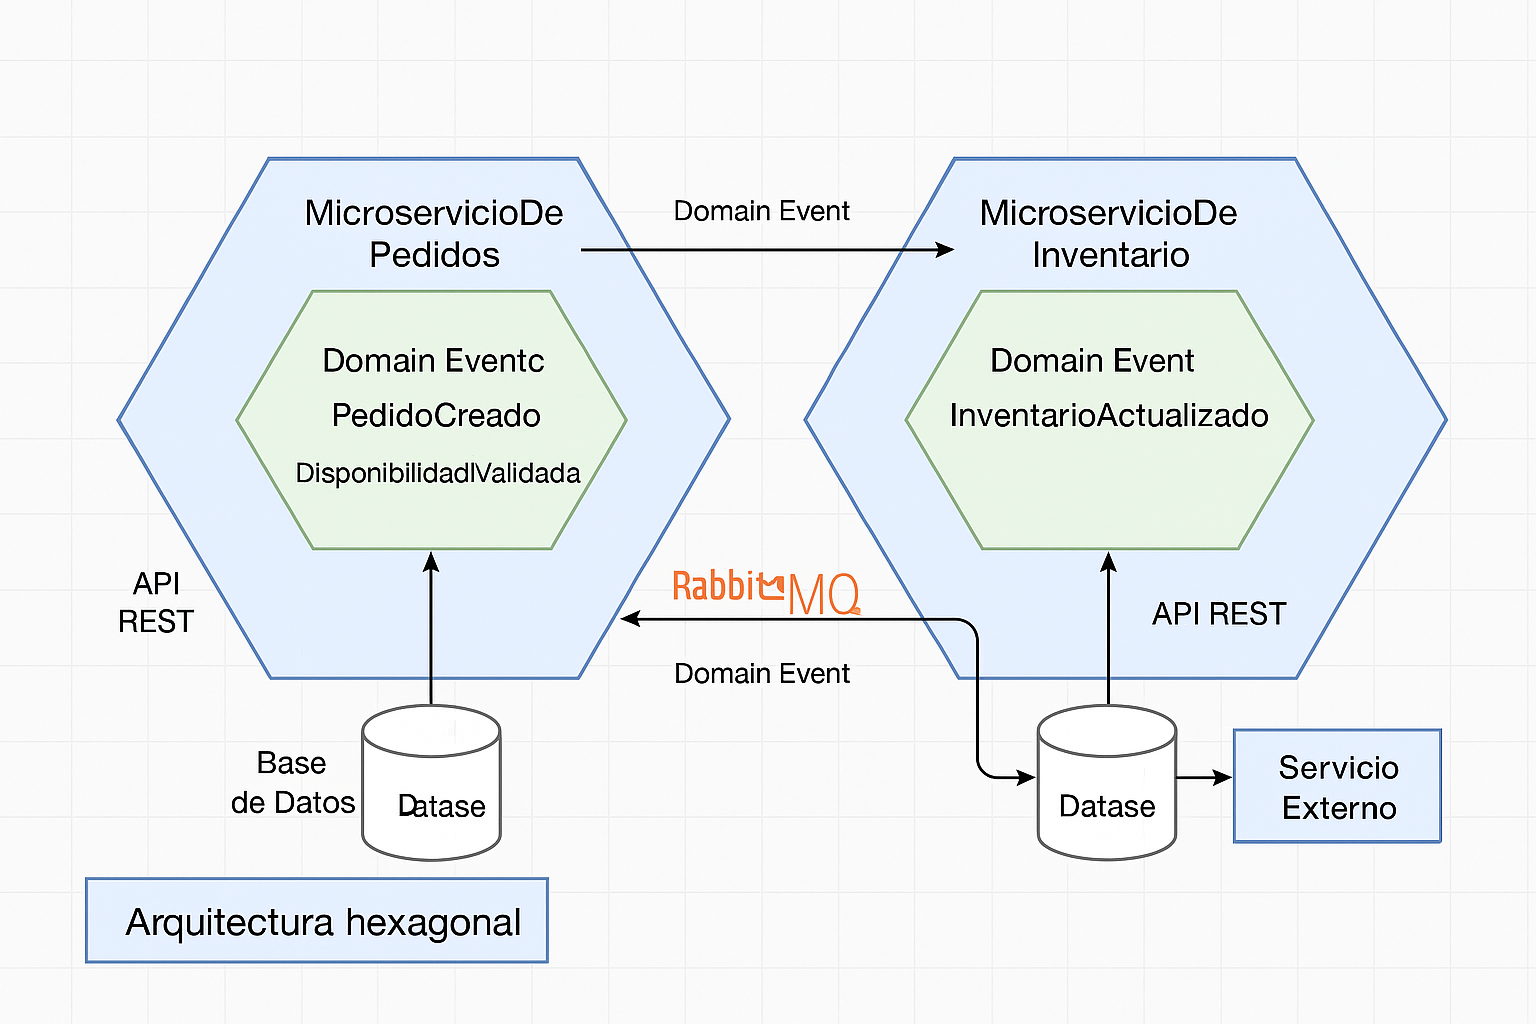 MicroservicioDe
Pedidos
Domain Event
MicroservicioDe
Inventario
Domain Eventc
PedidoCreado
DisponibilidadlValidada
Domain Event
InventarioActualizado
API
REST
RabbitMQ
Domain Event
API REST
Base
de Datos
Datase
Datase
Servicio
Externo
Arquitectura hexagonal